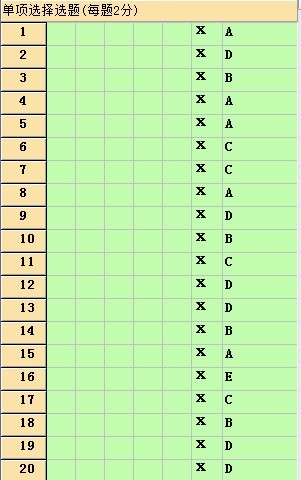 单项选择选题(每题2分)
1 X A
2 X D
3 X B
4 X A
5 X A
6 X C
7 X C
8 X A
9 X D
10 X B
11 X C
12 X D
13 X D
14 X B
15 X A
16 X E
17 X C
18 X B
19 X D
20 X D